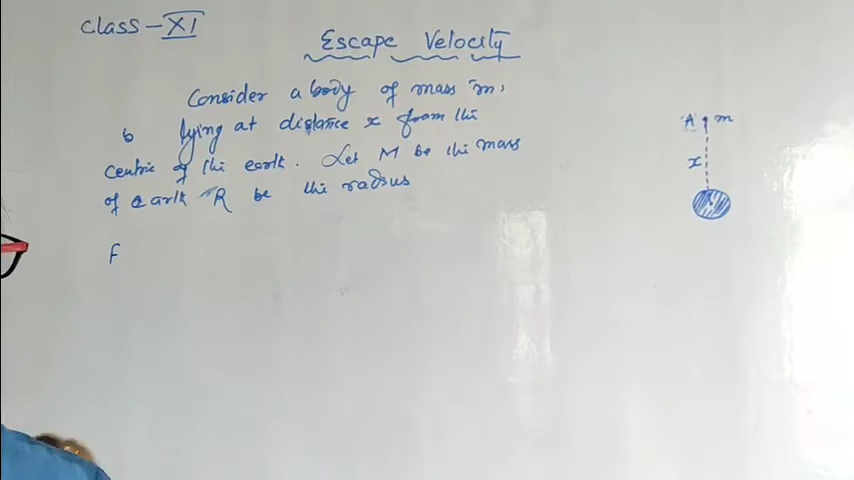 Class - XI
Escape Velocity
Consider a body of mass 'm'
lying at distance x from the
centre of the earth. Let M be the mass
of earth R be the radius
F
A m
x